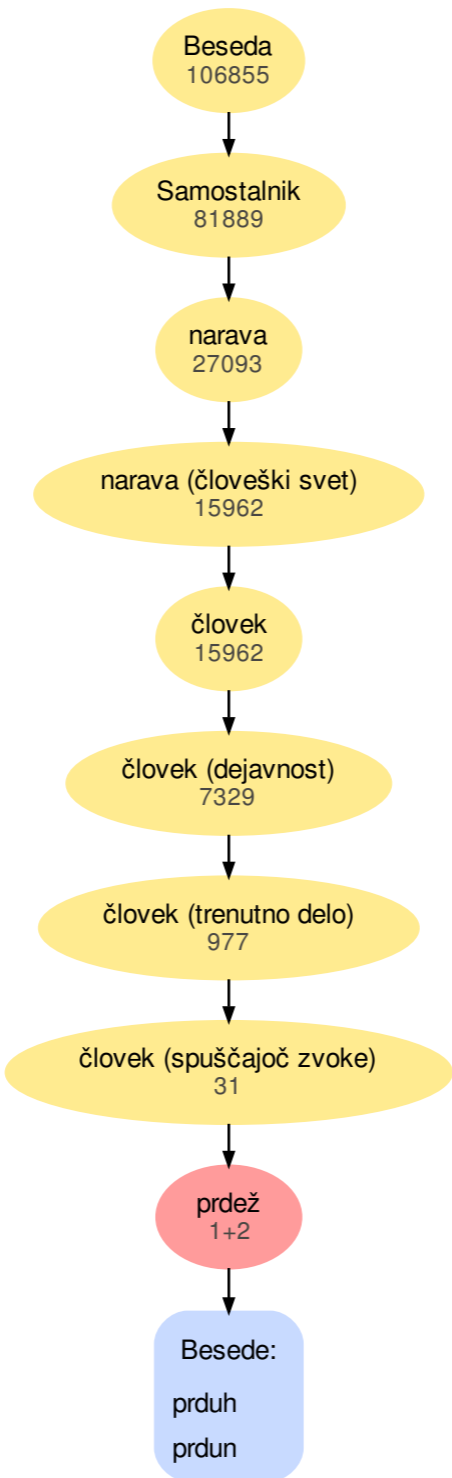 Beseda
106855
Samostalnik
81889
narava
27093
narava (človeški svet)
15962
človek
15962
človek (dejavnost)
7329
človek (trenutno delo)
977
človek (spuščajoč zvoke)
31
prdež
1+2
Besede:
prduh
prdun